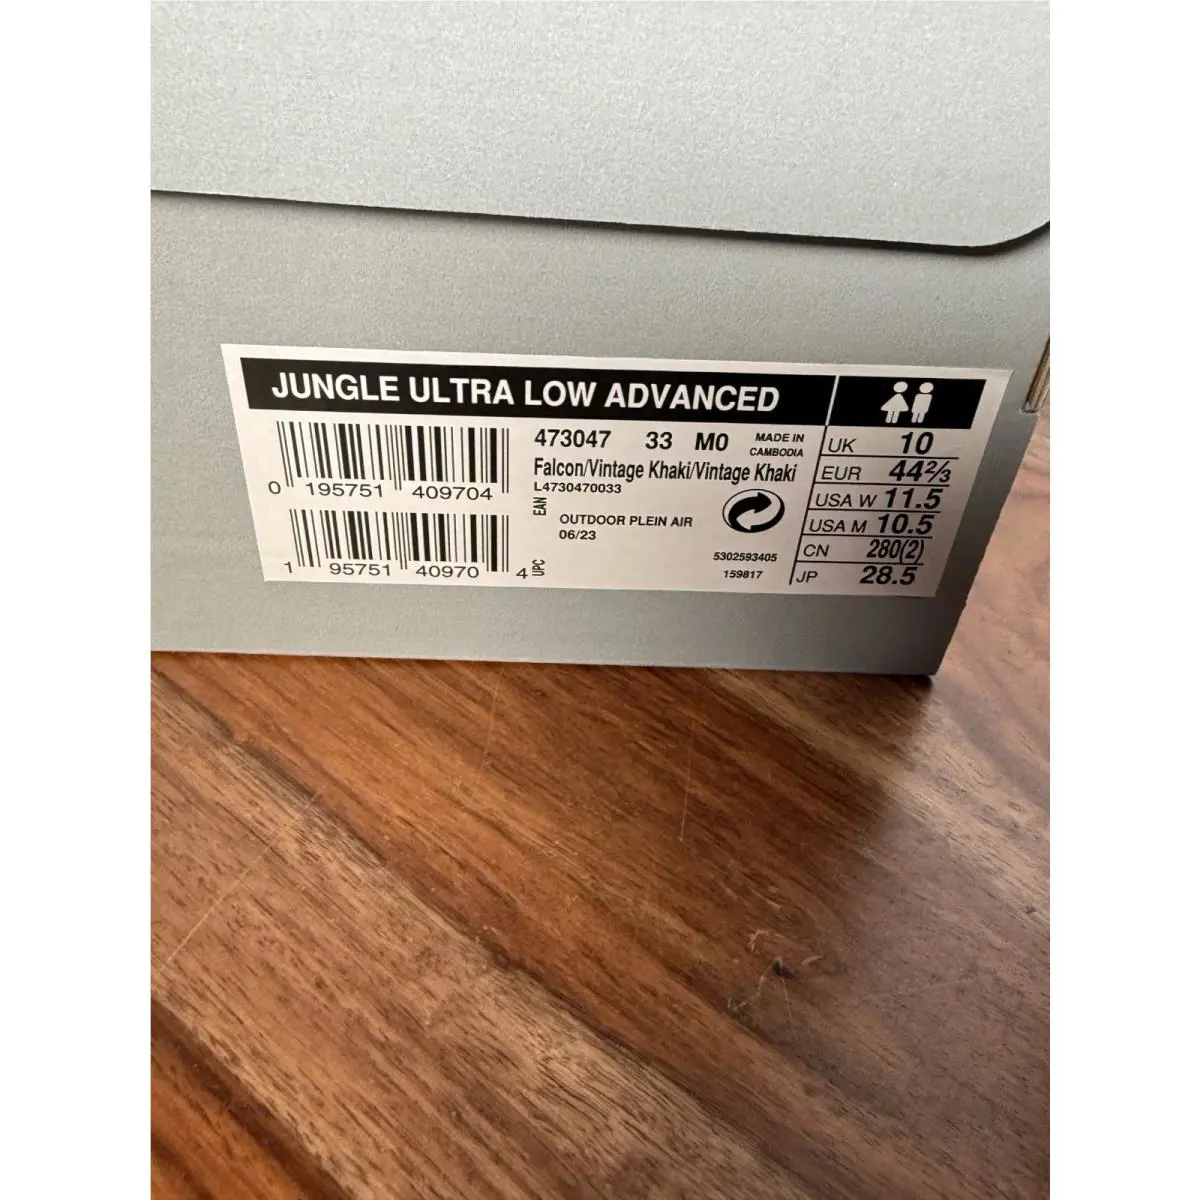 JUNGLE ULTRA LOW ADVANCED
0 195751 409704
EAN
1 95751 40970 4
UPC
473047 33 M0
MADE IN
CAMBODIA
Falcon/Vintage Khaki/Vintage Khaki
L4730470033
OUTDOOR PLEIN AIR
06/23
5302593405
159817
UK 10
EUR 44⅔
USA W 11.5
USA M 10.5
CN 280(2)
JP 28.5